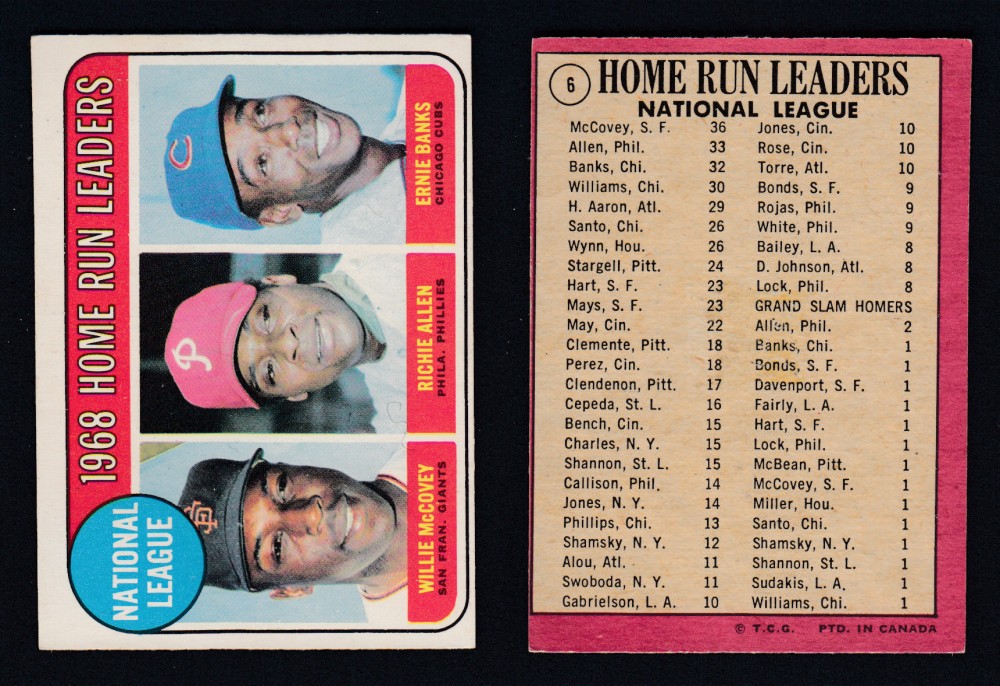 1968 HOME RUN LEADERS
NATIONAL
LEAGUE
C
ERNIE BANKS
CHICAGO CUBS
P
RICHIE ALLEN
PHILA. PHILLIES
SF
WILLIE McCOVEY
SAN FRAN. GIANTS
6
HOME RUN LEADERS
NATIONAL LEAGUE
McCovey, S. F. 36
Allen, Phil. 33
Banks, Chi. 32
Williams, Chi. 30
H. Aaron, Atl. 29
Santo, Chi. 26
Wynn, Hou. 26
Stargell, Pitt. 24
Hart, S. F. 23
Mays, S. F. 23
May, Cin. 22
Clemente, Pitt. 18
Perez, Cin. 18
Clendenon, Pitt. 17
Cepeda, St. L. 16
Bench, Cin. 15
Charles, N. Y. 15
Shannon, St. L. 15
Callison, Phil. 14
Jones, N. Y. 14
Phillips, Chi. 13
Shamsky, N. Y. 12
Alou, Atl. 11
Swoboda, N. Y. 11
Gabrielson, L. A. 10
Jones, Cin. 10
Rose, Cin. 10
Torre, Atl. 10
Bonds, S. F. 9
Rojas, Phil. 9
White, Phil. 9
Bailey, L. A. 8
D. Johnson, Atl. 8
Lock, Phil. 8
GRAND SLAM HOMERS
Allen, Phil. 2
Banks, Chi. 1
Bonds, S. F. 1
Davenport, S. F. 1
Fairly, L. A. 1
Hart, S. F. 1
Lock, Phil. 1
McBean, Pitt. 1
McCovey, S. F. 1
Miller, Hou. 1
Santo, Chi. 1
Shamsky, N. Y. 1
Shannon, St. L. 1
Sudakis, L. A. 1
Williams, Chi. 1
© T.C.G. PTD. IN CANADA